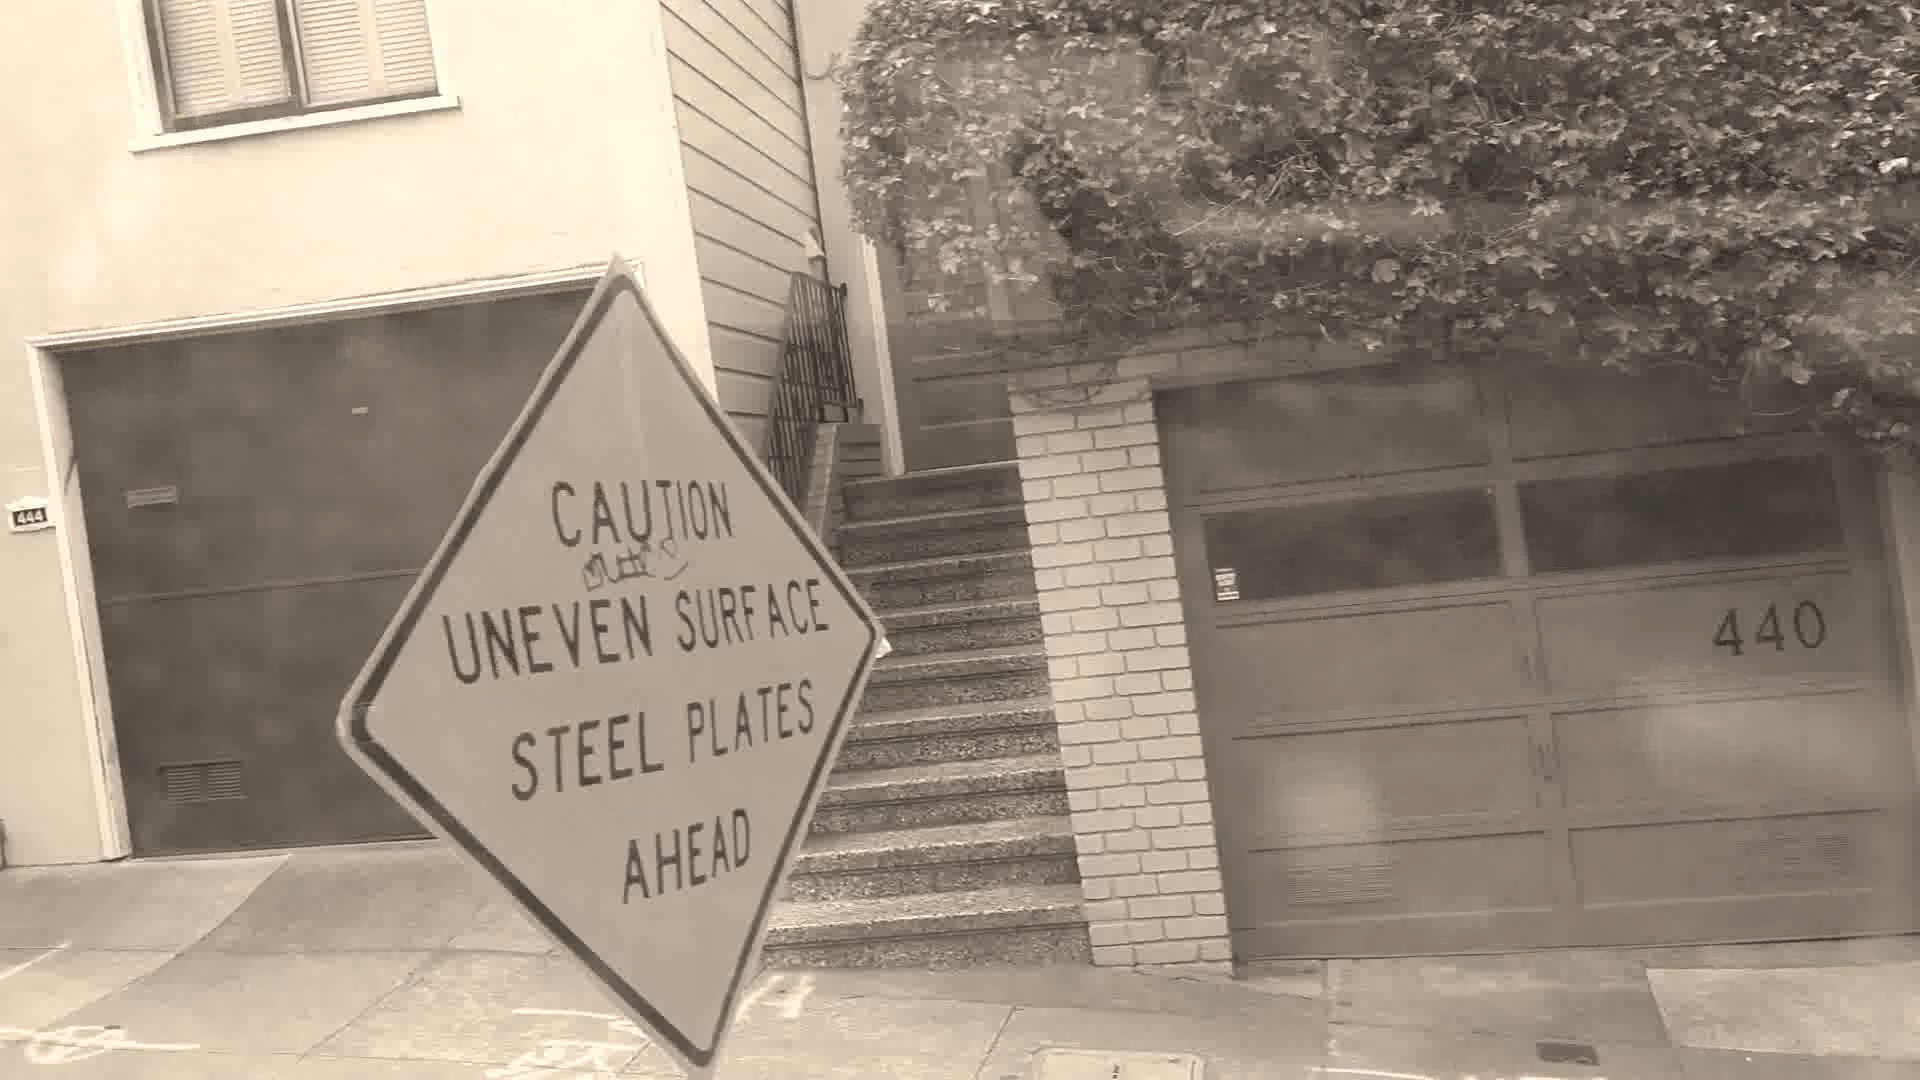 CAUTION
UNEVEN SURFACE
STEEL PLATES
AHEAD
444
440